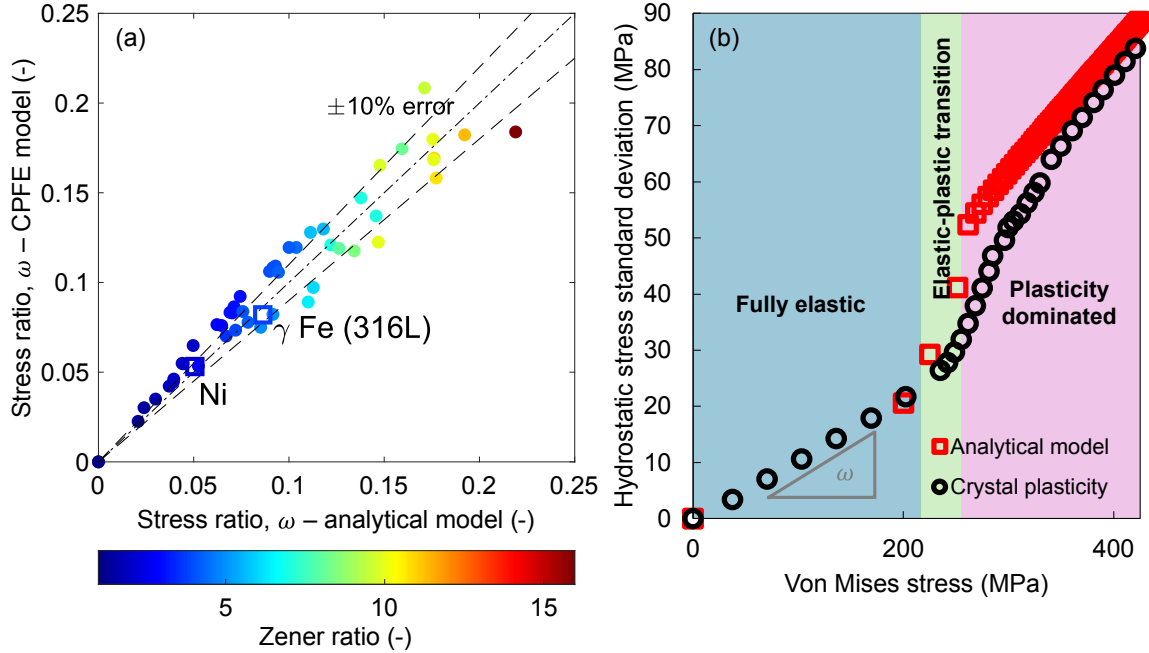 (a)
±10% error
γ Fe (316L)
Ni
0.25
0.20
0.15
0.10
0.05
0
0
0.05
0.1
0.15
0.2
0.25
Stress ratio, ω – CPFE model (-)
Stress ratio, ω – analytical model (-)
5
10
15
Zener ratio (-)
(b)
90
80
70
60
50
40
30
20
10
0
0
200
400
Hydrostatic stress standard deviation (MPa)
Von Mises stress (MPa)
Fully elastic
Elastic-plastic transition
Plasticity
dominated
ω
Analytical model
Crystal plasticity